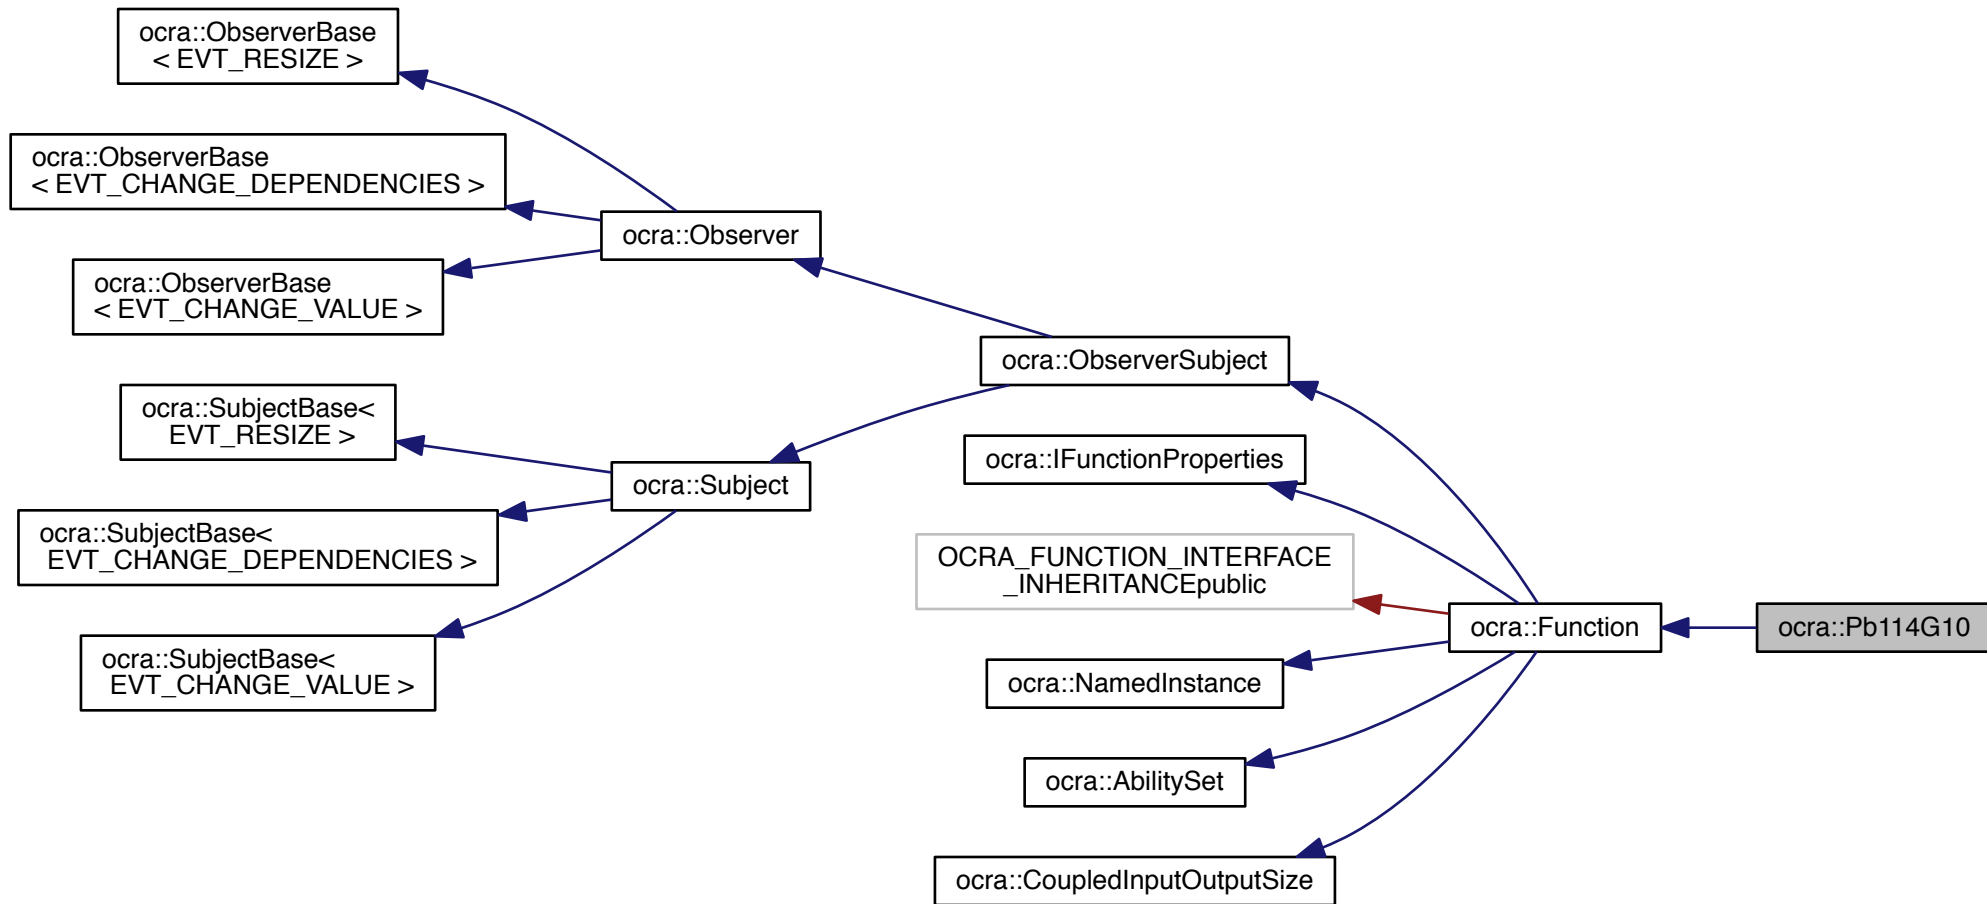 ocra::ObserverBase
< EVT_RESIZE >
ocra::ObserverBase
< EVT_CHANGE_DEPENDENCIES >
ocra::Observer
ocra::ObserverBase
< EVT_CHANGE_VALUE >
ocra::ObserverSubject
ocra::SubjectBase<
EVT_RESIZE >
ocra::IFunctionProperties
ocra::Subject
ocra::SubjectBase<
EVT_CHANGE_DEPENDENCIES >
OCRA_FUNCTION_INTERFACE
_INHERITANCEpublic
ocra::Function
ocra::Pb114G10
ocra::SubjectBase<
EVT_CHANGE_VALUE >
ocra::NamedInstance
ocra::AbilitySet
ocra::CoupledInputOutputSize